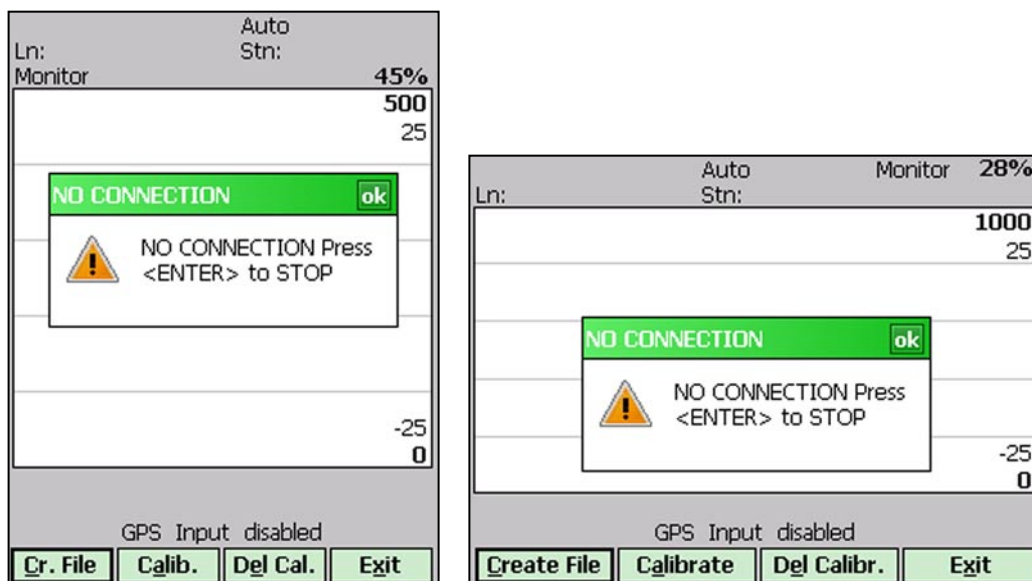 Auto
Ln: Stn:
Monitor 45%
500
25
NO CONNECTION ok
NO CONNECTION Press
<ENTER> to STOP
-25
0
GPS Input disabled
Cr. File Calib. Del Cal. Exit
Auto Monitor 28%
Ln: Stn:
1000
25
NO CONNECTION ok
NO CONNECTION Press
<ENTER> to STOP
-25
0
GPS Input disabled
Create File Calibrate Del Calibr. Exit